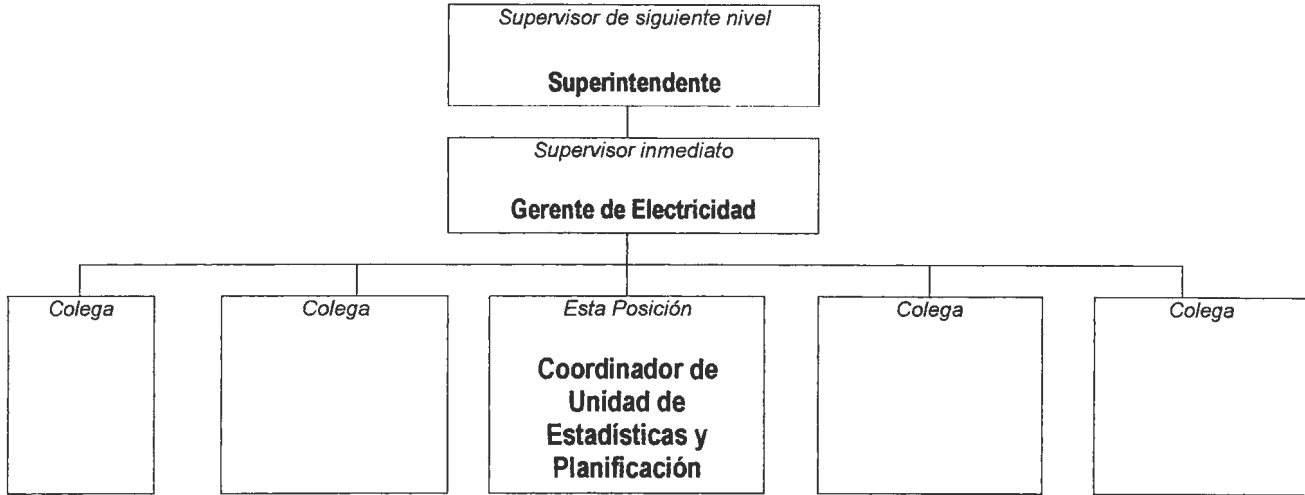 Supervisor de siguiente nivel
Superintendente
Supervisor inmediato
Gerente de Electricidad
Colega
Colega
Esta Posición
Coordinador de
Unidad de
Estadísticas y
Planificación
Colega
Colega